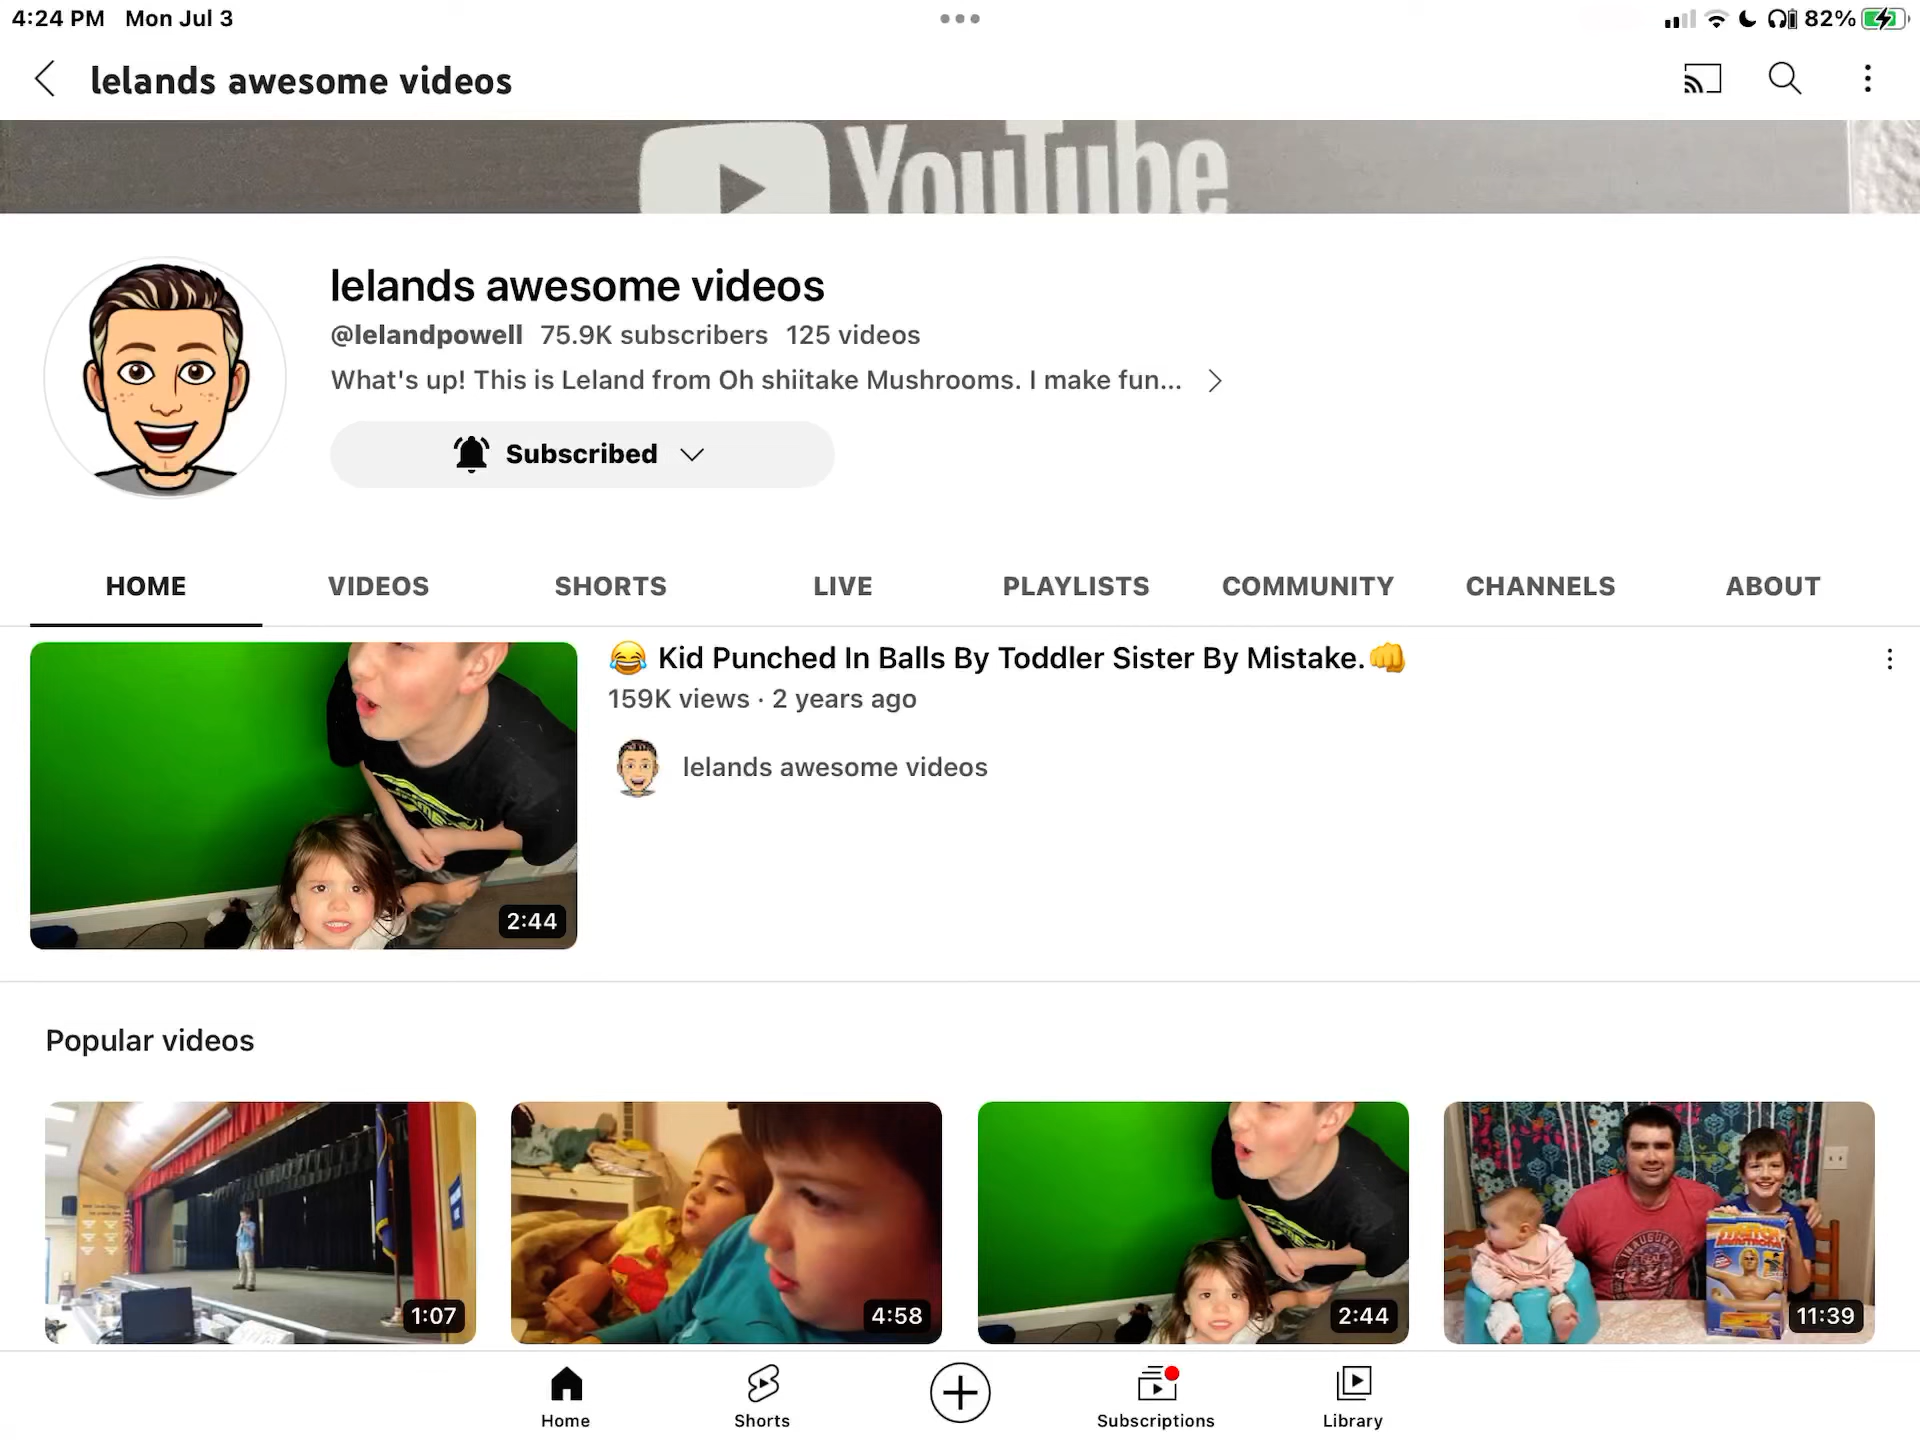 4:24 PM Mon Jul 3
82%
lelands awesome videos
YouTube
lelands awesome videos
@lelandpowell 75.9K subscribers 125 videos
What's up! This is Leland from Oh shiitake Mushrooms. I make fun...
Subscribed
HOME VIDEOS SHORTS LIVE PLAYLISTS COMMUNITY CHANNELS ABOUT
😂 Kid Punched In Balls By Toddler Sister By Mistake.👊
159K views · 2 years ago
lelands awesome videos
2:44
Popular videos
1:07 4:58 2:44 11:39
Home Shorts Subscriptions Library